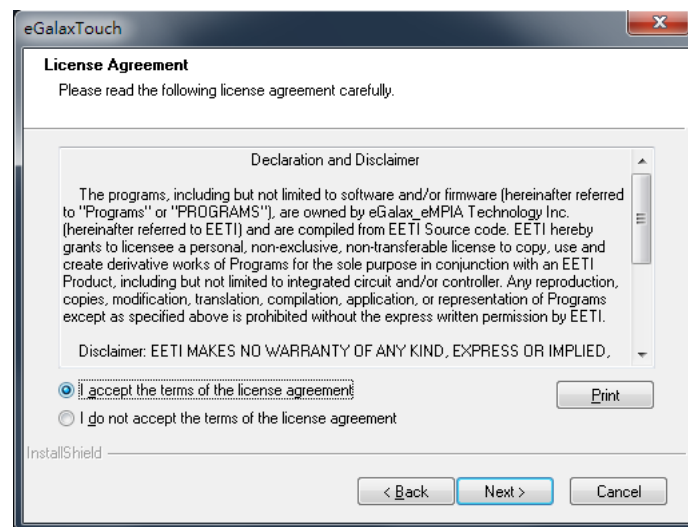 eGalaxTouch
License Agreement
Please read the following license agreement carefully.
Declaration and Disclaimer
The programs, including but not limited to software and/or firmware (hereinafter referred
to "Programs" or "PROGRAMS"), are owned by eGalax_eMPIA Technology Inc.
(hereinafter referred to EETI) and are compiled from EETI Source code. EETI hereby
grants to licensee a personal, non-exclusive, non-transferable license to copy, use and
create derivative works of Programs for the sole purpose in conjunction with an EETI
Product, including but not limited to integrated circuit and/or controller. Any reproduction,
copies, modification, translation, compilation, application, or representation of Programs
except as specified above is prohibited without the express written permission by EETI.
Disclaimer: EETI MAKES NO WARRANTY OF ANY KIND, EXPRESS OR IMPLIED,
I accept the terms of the license agreement
Print
I do not accept the terms of the license agreement
InstallShield
< Back Next > Cancel